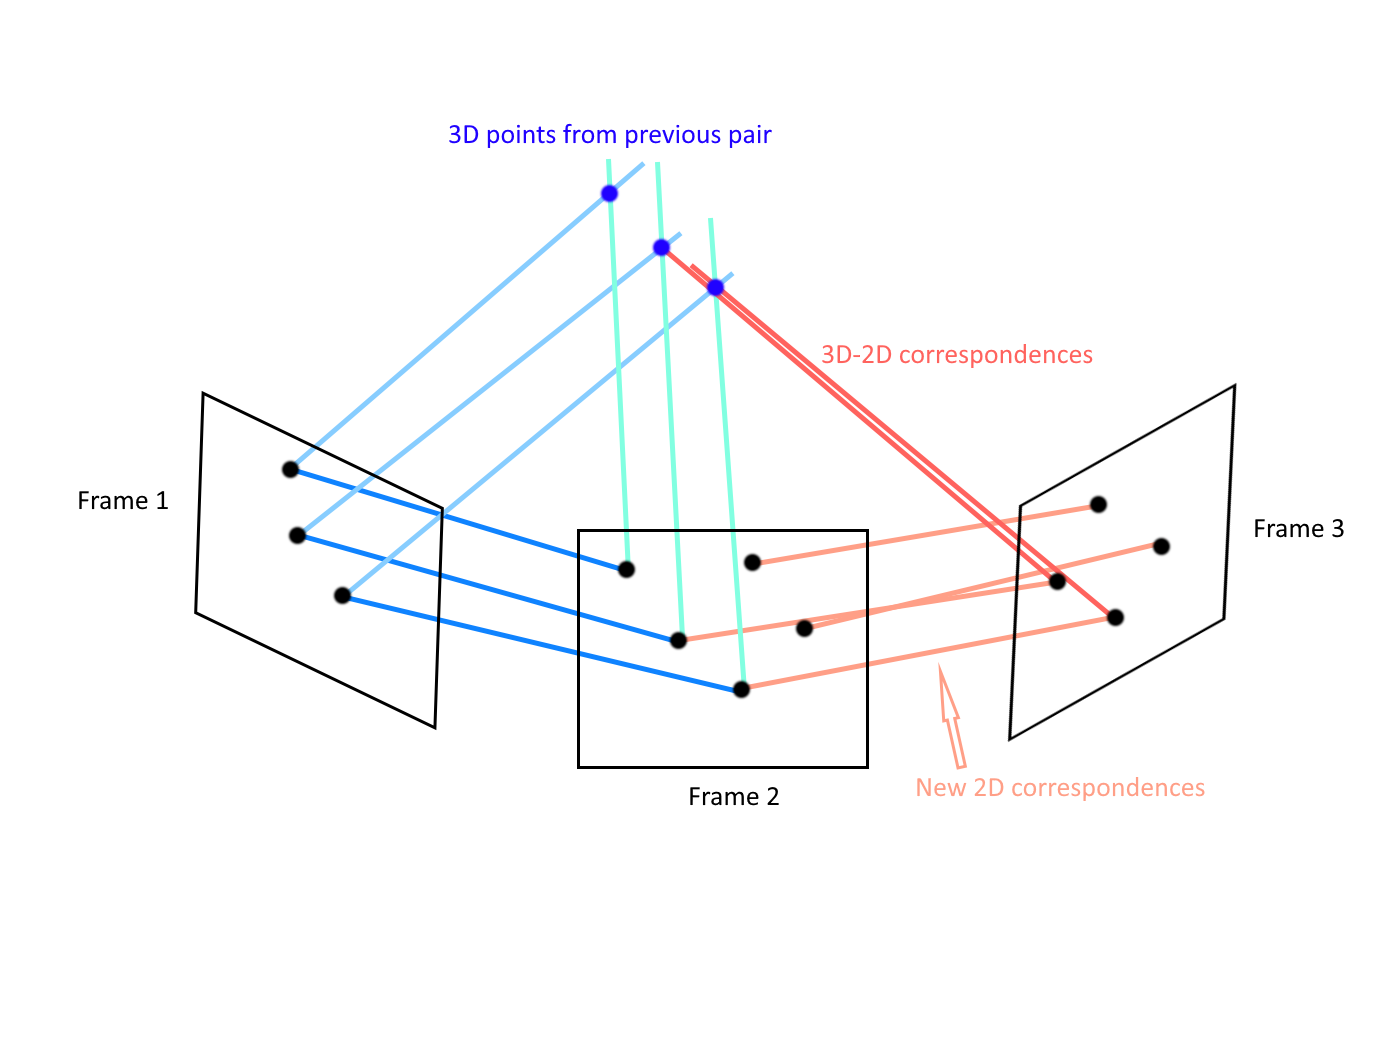 3D points from previous pair
3D-2D correspondences
Frame 1
Frame 3
New 2D correspondences
Frame 2